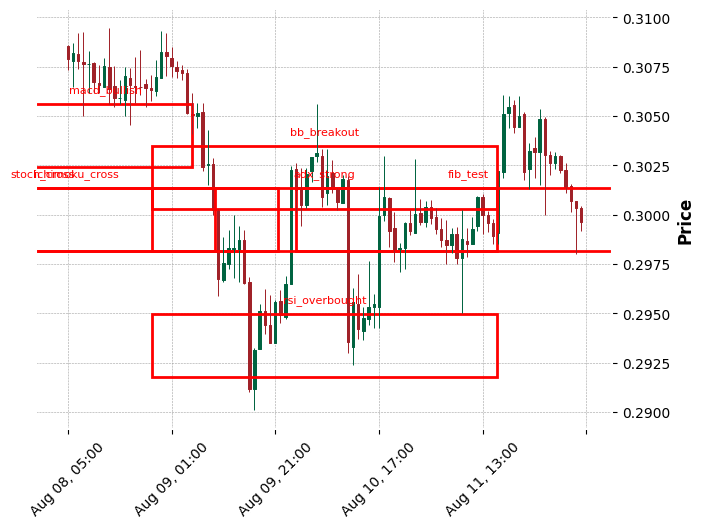 0.3100
0.3075
macd_bullish
0.3050
bb_breakout
0.3025
fib_test
0.3000
Price
0.2975
rsi_overbought
0.2950
0.2925
0.2900
Aug 08, 05:00
Aug 09, 01:00
Aug 09, 21:00
Aug 10, 17:00
Aug 11, 13:00